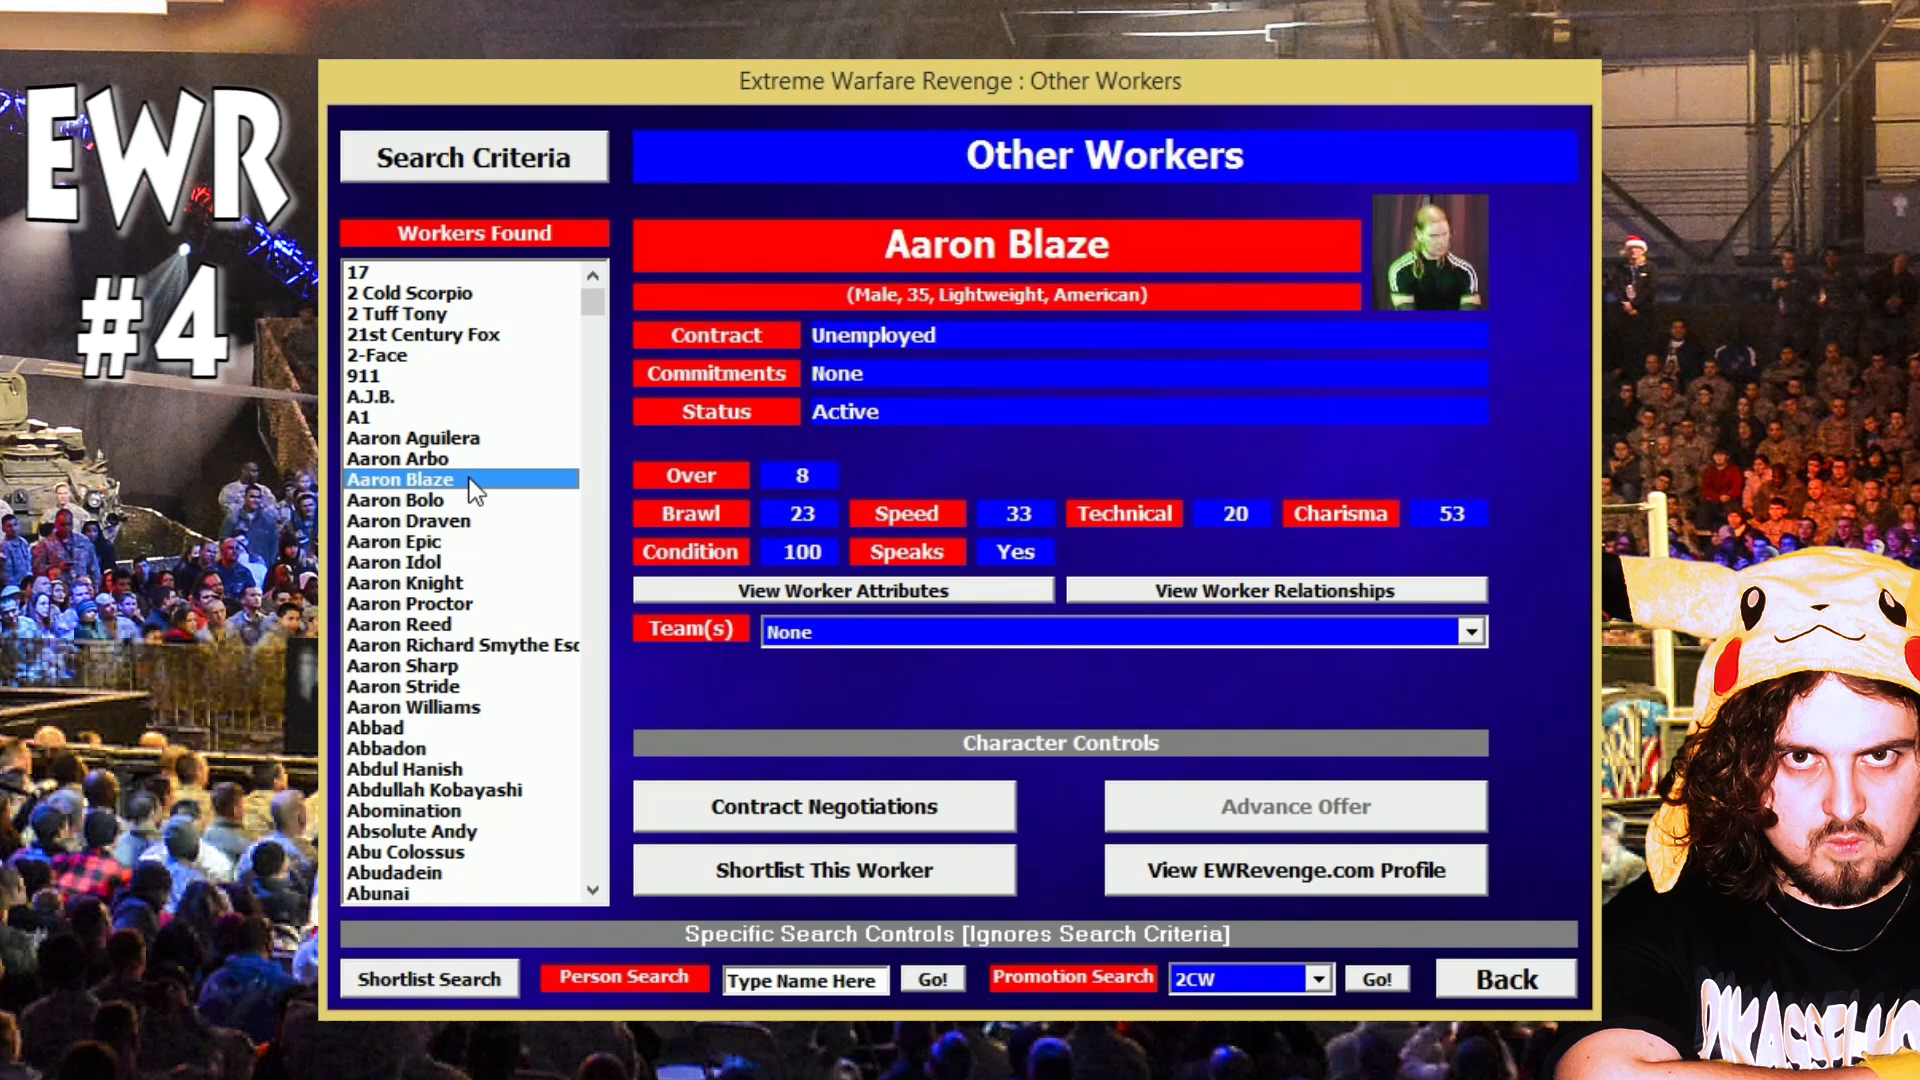 EWR
#4
Extreme Warfare Revenge : Other Workers
Search Criteria
Other Workers
Workers Found
17
2 Cold Scorpio
2 Tuff Tony
21st Century Fox
2-Face
911
A.J.B.
A1
Aaron Aguilera
Aaron Arbo
Aaron Blaze
Aaron Bolo
Aaron Draven
Aaron Epic
Aaron Idol
Aaron Knight
Aaron Proctor
Aaron Reed
Aaron Richard Smythe Esc
Aaron Sharp
Aaron Stride
Aaron Williams
Abbad
Abbadon
Abdul Hanish
Abdullah Kobayashi
Abomination
Absolute Andy
Abu Colossus
Abudadein
Abunai
Aaron Blaze
(Male, 35, Lightweight, American)
Contract Unemployed
Commitments None
Status Active
Over 8
Brawl 23 Speed 33 Technical 20 Charisma 53
Condition 100 Speaks Yes
View Worker Attributes View Worker Relationships
Team(s) None
Character Controls
Contract Negotiations Advance Offer
Shortlist This Worker View EWRevenge.com Profile
Specific Search Controls [Ignores Search Criteria]
Shortlist Search Person Search Type Name Here Go! Promotion Search 2CW Go! Back